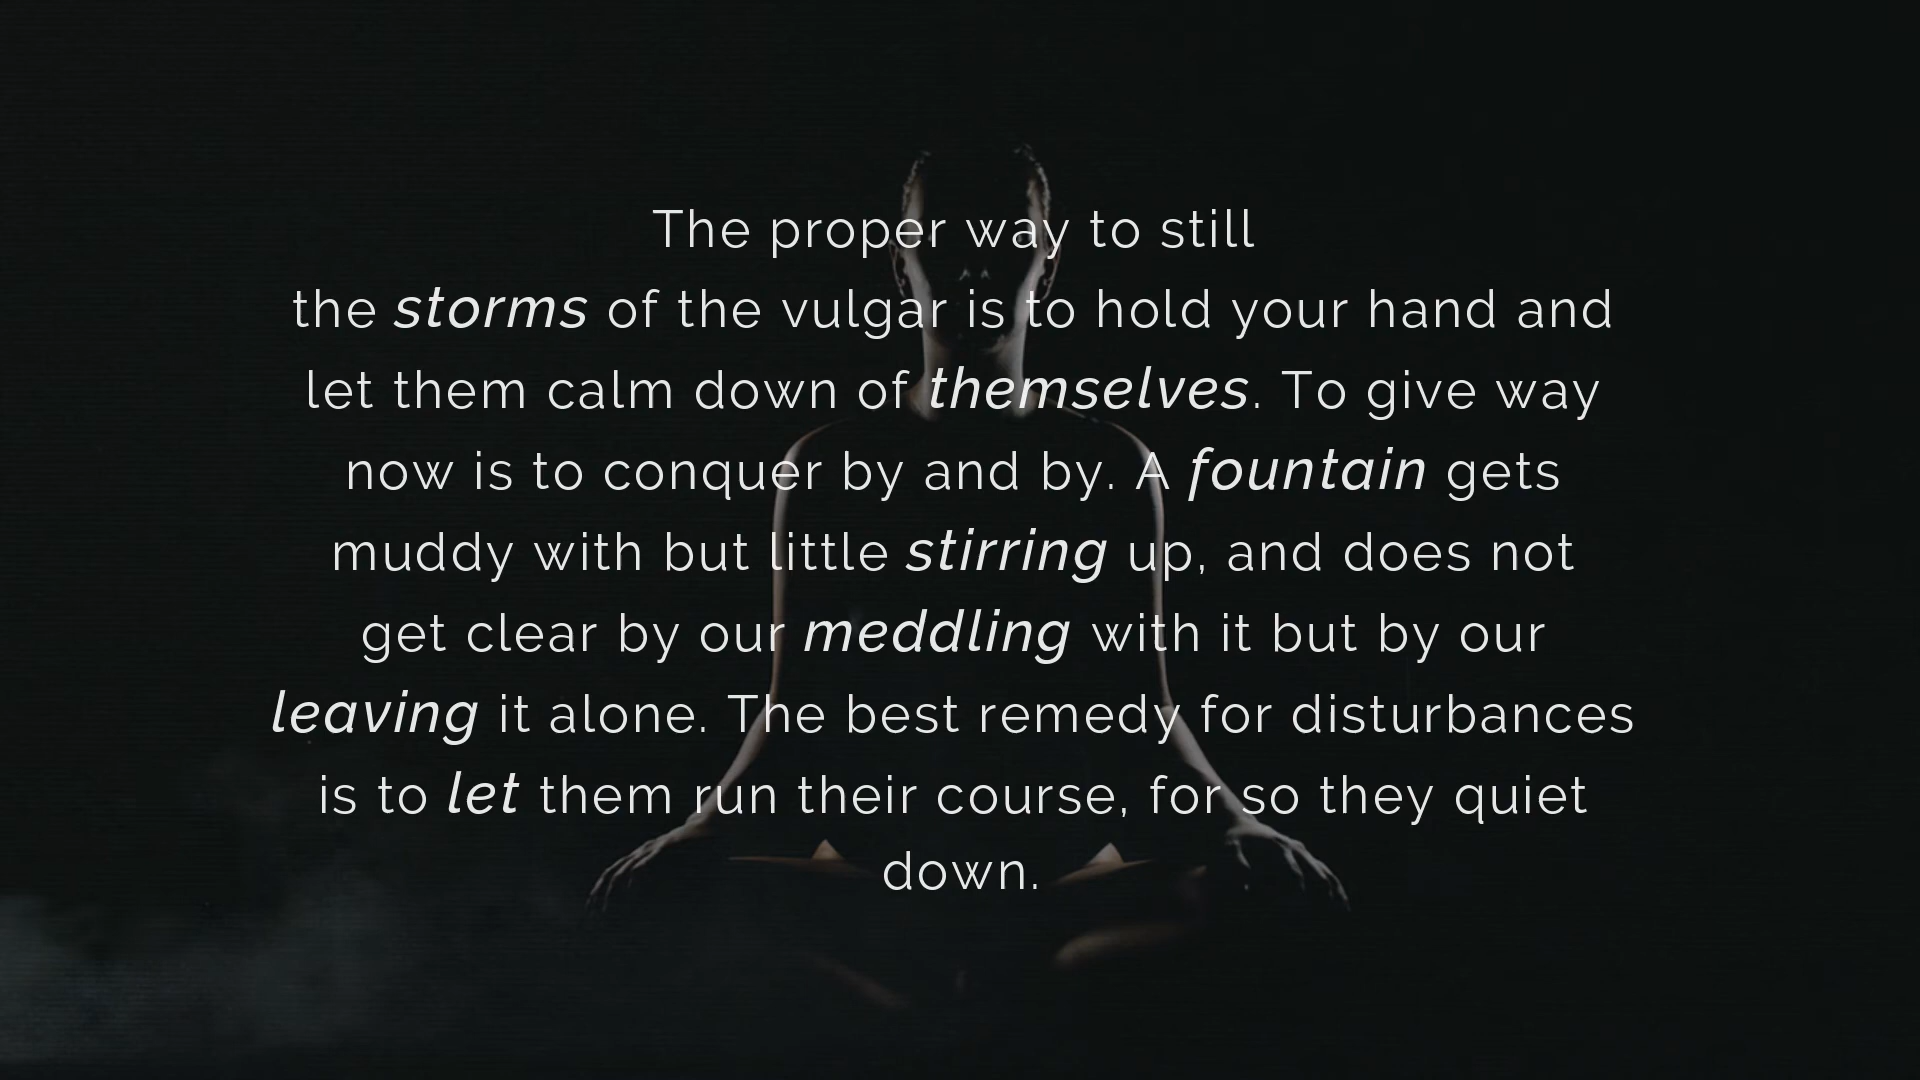 The proper way to still
the storms of the vulgar is to hold your hand and
let them calm down of themselves. To give way
now is to conquer by and by. A fountain gets
muddy with but little stirring up, and does not
get clear by our meddling with it but by our
leaving it alone. The best remedy for disturbances
is to let them run their course, for so they quiet
down.